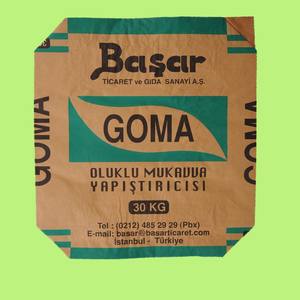 Başar
TİCARET ve GIDA SANAYİ A.Ş.
GOMA
GOMA
GOMA
OLUKLU MUKAVVA
YAPIŞTIRICISI
30 KG
Tel : (0212) 485 29 29 (Pbx)
E-mail: basar@basarticaret.com
İstanbul - Türkiye